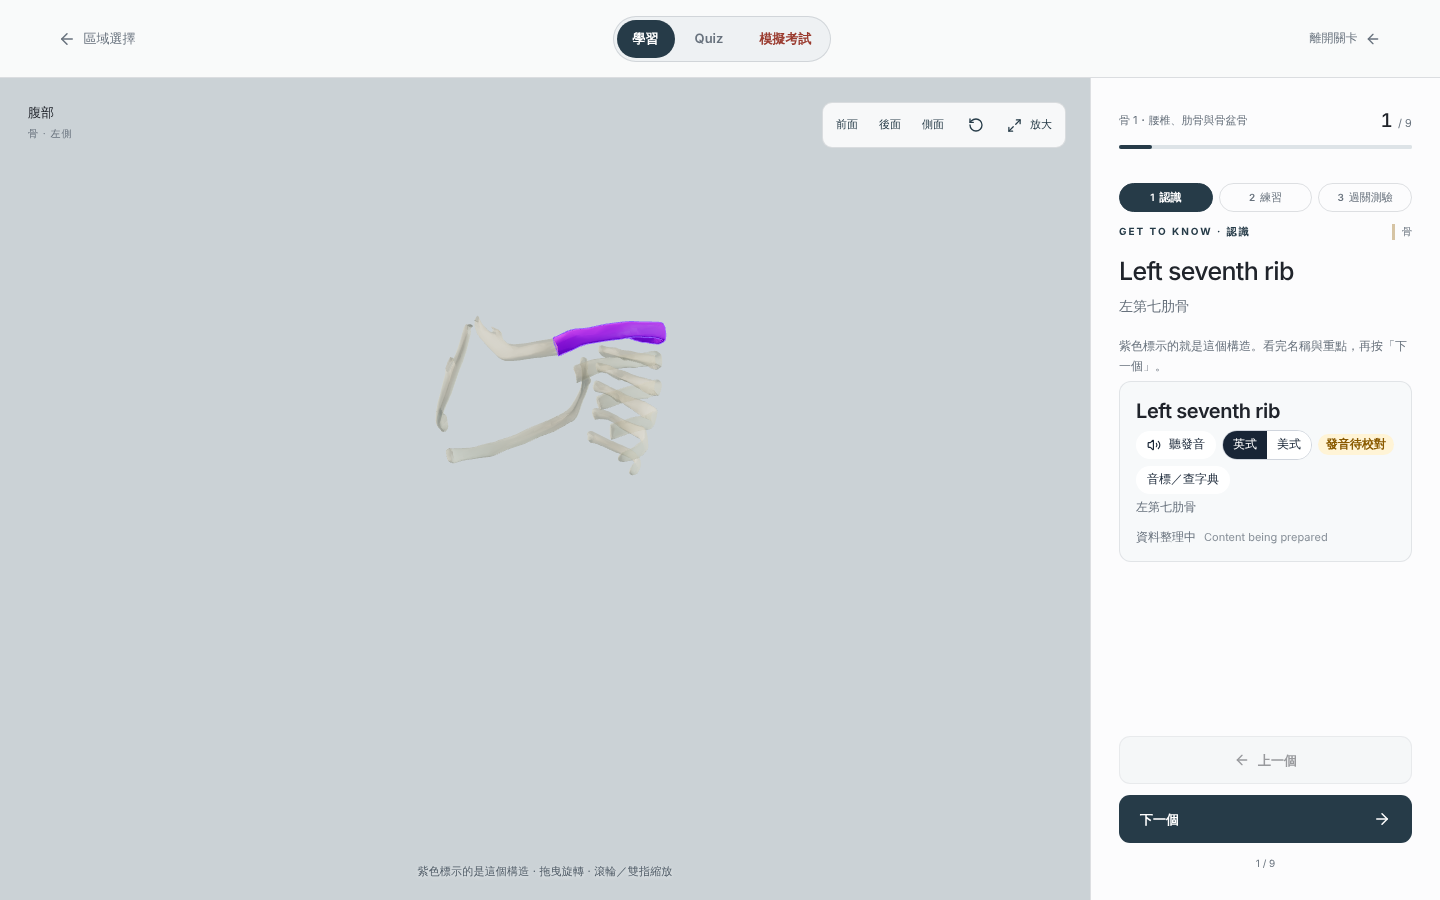 區域選擇
學習
Quiz
模擬考試
離開關卡
腹部
骨 · 左側
前面
後面
側面
放大
紫色標示的是這個構造 · 拖曳旋轉 · 滾輪／雙指縮放
骨 1 · 腰椎、肋骨與骨盆骨
1 / 9
1 認識
2 練習
3 過關測驗
GET TO KNOW · 認識
骨
Left seventh rib
左第七肋骨
紫色標示的就是這個構造。看完名稱與重點，再按「下
一個」。
Left seventh rib
聽發音
英式
美式
發音待校對
音標／查字典
左第七肋骨
資料整理中 Content being prepared
上一個
下一個
1 / 9